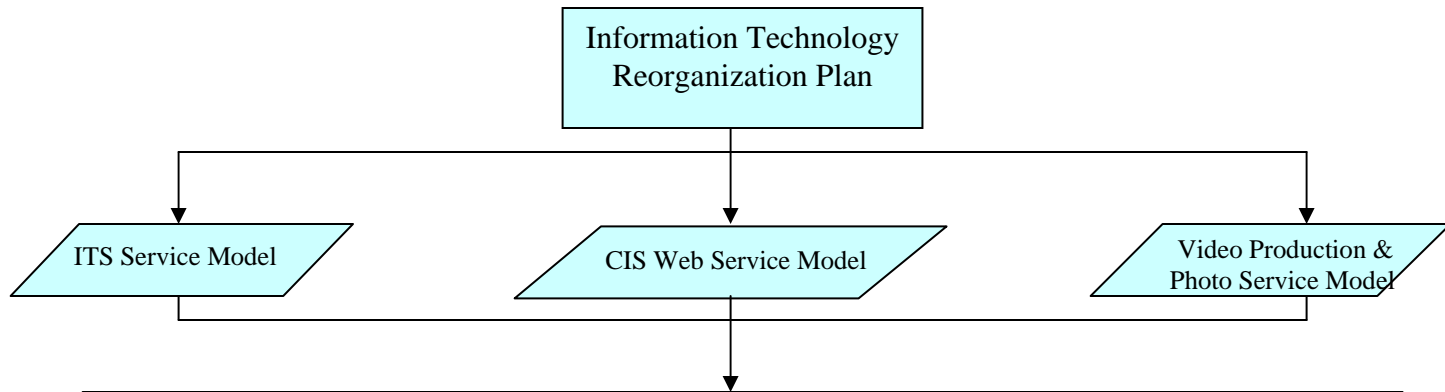 Information Technology
Reorganization Plan
ITS Service Model
CIS Web Service Model
Video Production &
Photo Service Model